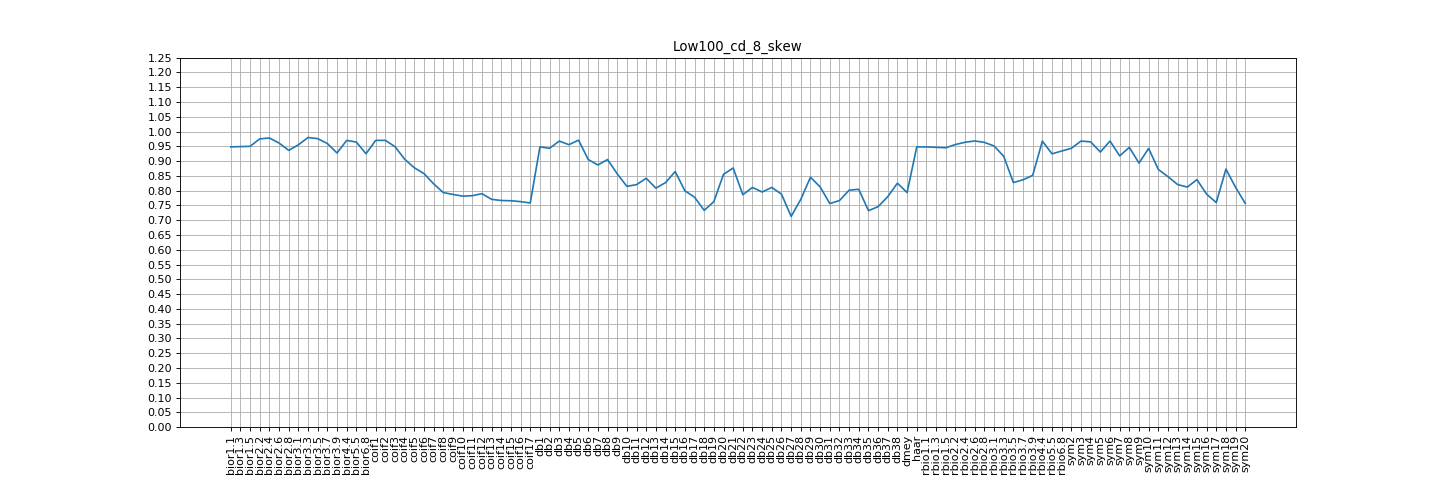 Low100_cd_8_skew
1.25
1.20
1.15
1.10
1.05
1.00
0.95
0.90
0.85
0.80
0.75
0.70
0.65
0.60
0.55
0.50
0.45
0.40
0.35
0.30
0.25
0.20
0.15
0.10
0.05
0.00
bior1.1
bior1.3
bior1.5
bior2.2
bior2.4
bior2.6
bior2.8
bior3.1
bior3.3
bior3.5
bior3.7
bior3.9
bior4.4
bior5.5
bior6.8
coif1
coif2
coif3
coif4
coif5
coif6
coif7
coif8
coif9
coif10
coif11
coif12
coif13
coif14
coif15
coif16
coif17
db1
db2
db3
db4
db5
db6
db7
db8
db9
db10
db11
db12
db13
db14
db15
db16
db17
db18
db19
db20
db21
db22
db23
db24
db25
db26
db27
db28
db29
db30
db31
db32
db33
db34
db35
db36
db37
db38
dmey
haar
rbio1.1
rbio1.3
rbio1.5
rbio2.2
rbio2.4
rbio2.6
rbio2.8
rbio3.1
rbio3.3
rbio3.5
rbio3.7
rbio3.9
rbio4.4
rbio5.5
rbio6.8
sym2
sym3
sym4
sym5
sym6
sym7
sym8
sym9
sym10
sym11
sym12
sym13
sym14
sym15
sym16
sym17
sym18
sym19
sym20